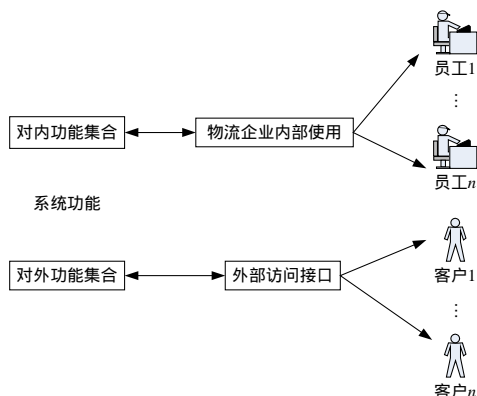 员工1
⋮
对内功能集合
物流企业内部使用
员工n
系统功能
对外功能集合
外部访问接口
客户1
⋮
客户n